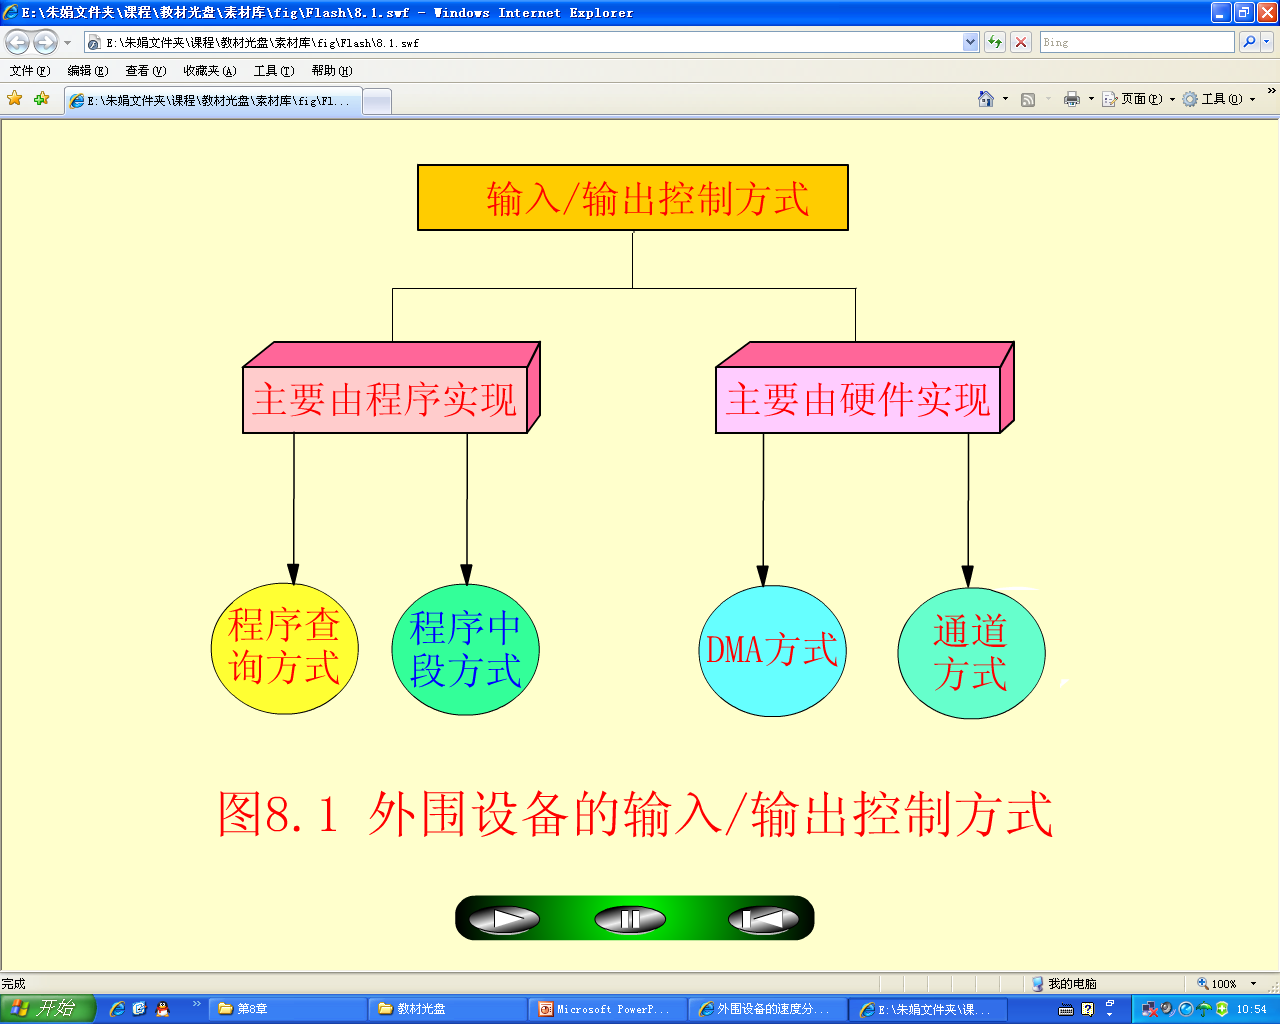 E:\朱娟文件夹\课程\教材光盘\素材库\fig\Flash\8.1.swf - Windows Internet Explorer
E:\朱娟文件夹\课程\教材光盘\素材库\fig\Flash\8.1.swf
Bing
文件(F) 编辑(E) 查看(V) 收藏夹(A) 工具(T) 帮助(H)
E:\朱娟文件夹\课程\教材光盘\素材库\fig\Fl...
页面(P) 工具(O)
输入/输出控制方式
主要由程序实现
主要由硬件实现
程序查
询方式
程序中
段方式
DMA方式
通道
方式
图8.1 外围设备的输入/输出控制方式
完成
我的电脑
100%
开始
第8章
教材光盘
Microsoft PowerP...
外围设备的速度分...
E:\朱娟文件夹\课...
10:54